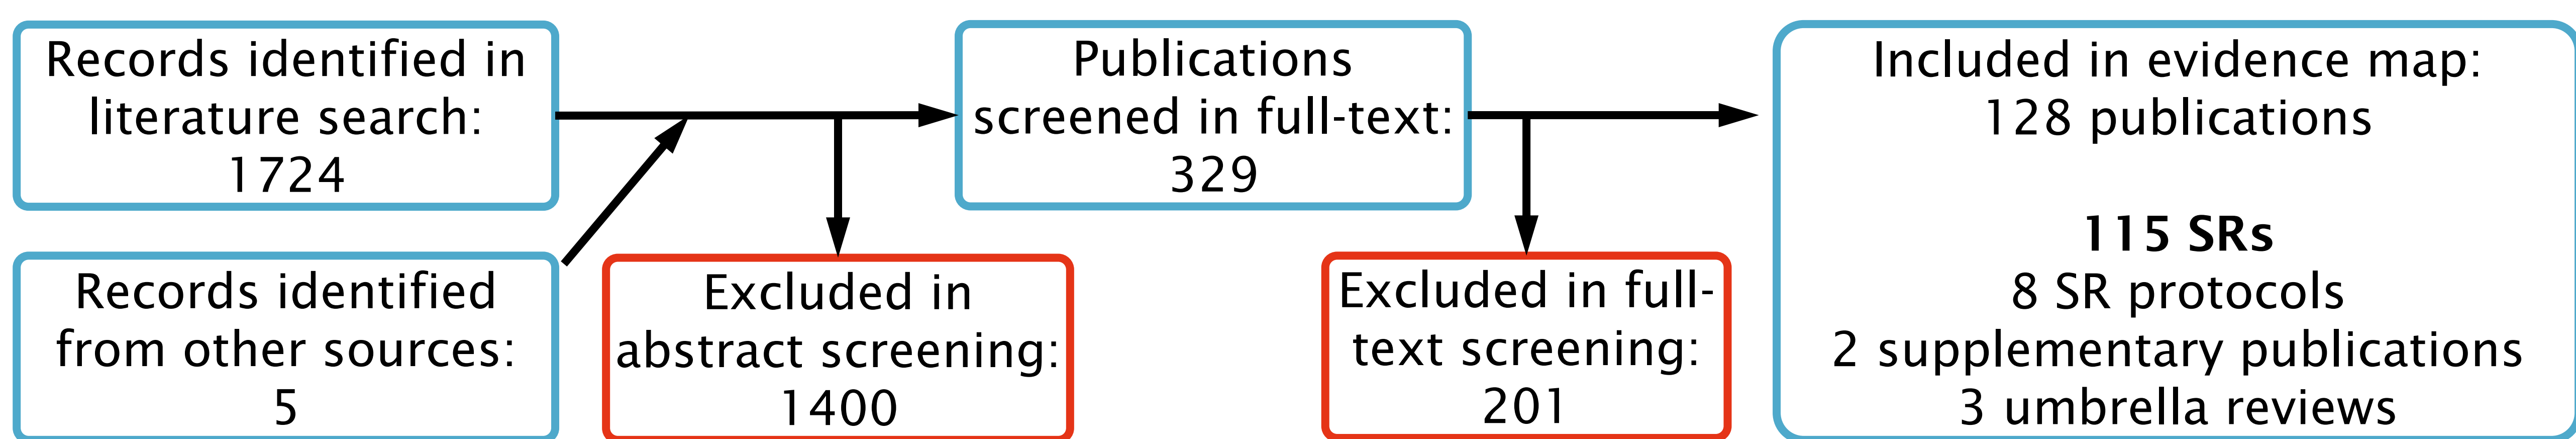 Records identified in
literature search:
1724
Records identified
from other sources:
5
Excluded in
abstract screening:
1400
Publications
screened in full-text:
329
Excluded in full-
text screening:
201
Included in evidence map:
128 publications
115 SRs
8 SR protocols
2 supplementary publications
3 umbrella reviews